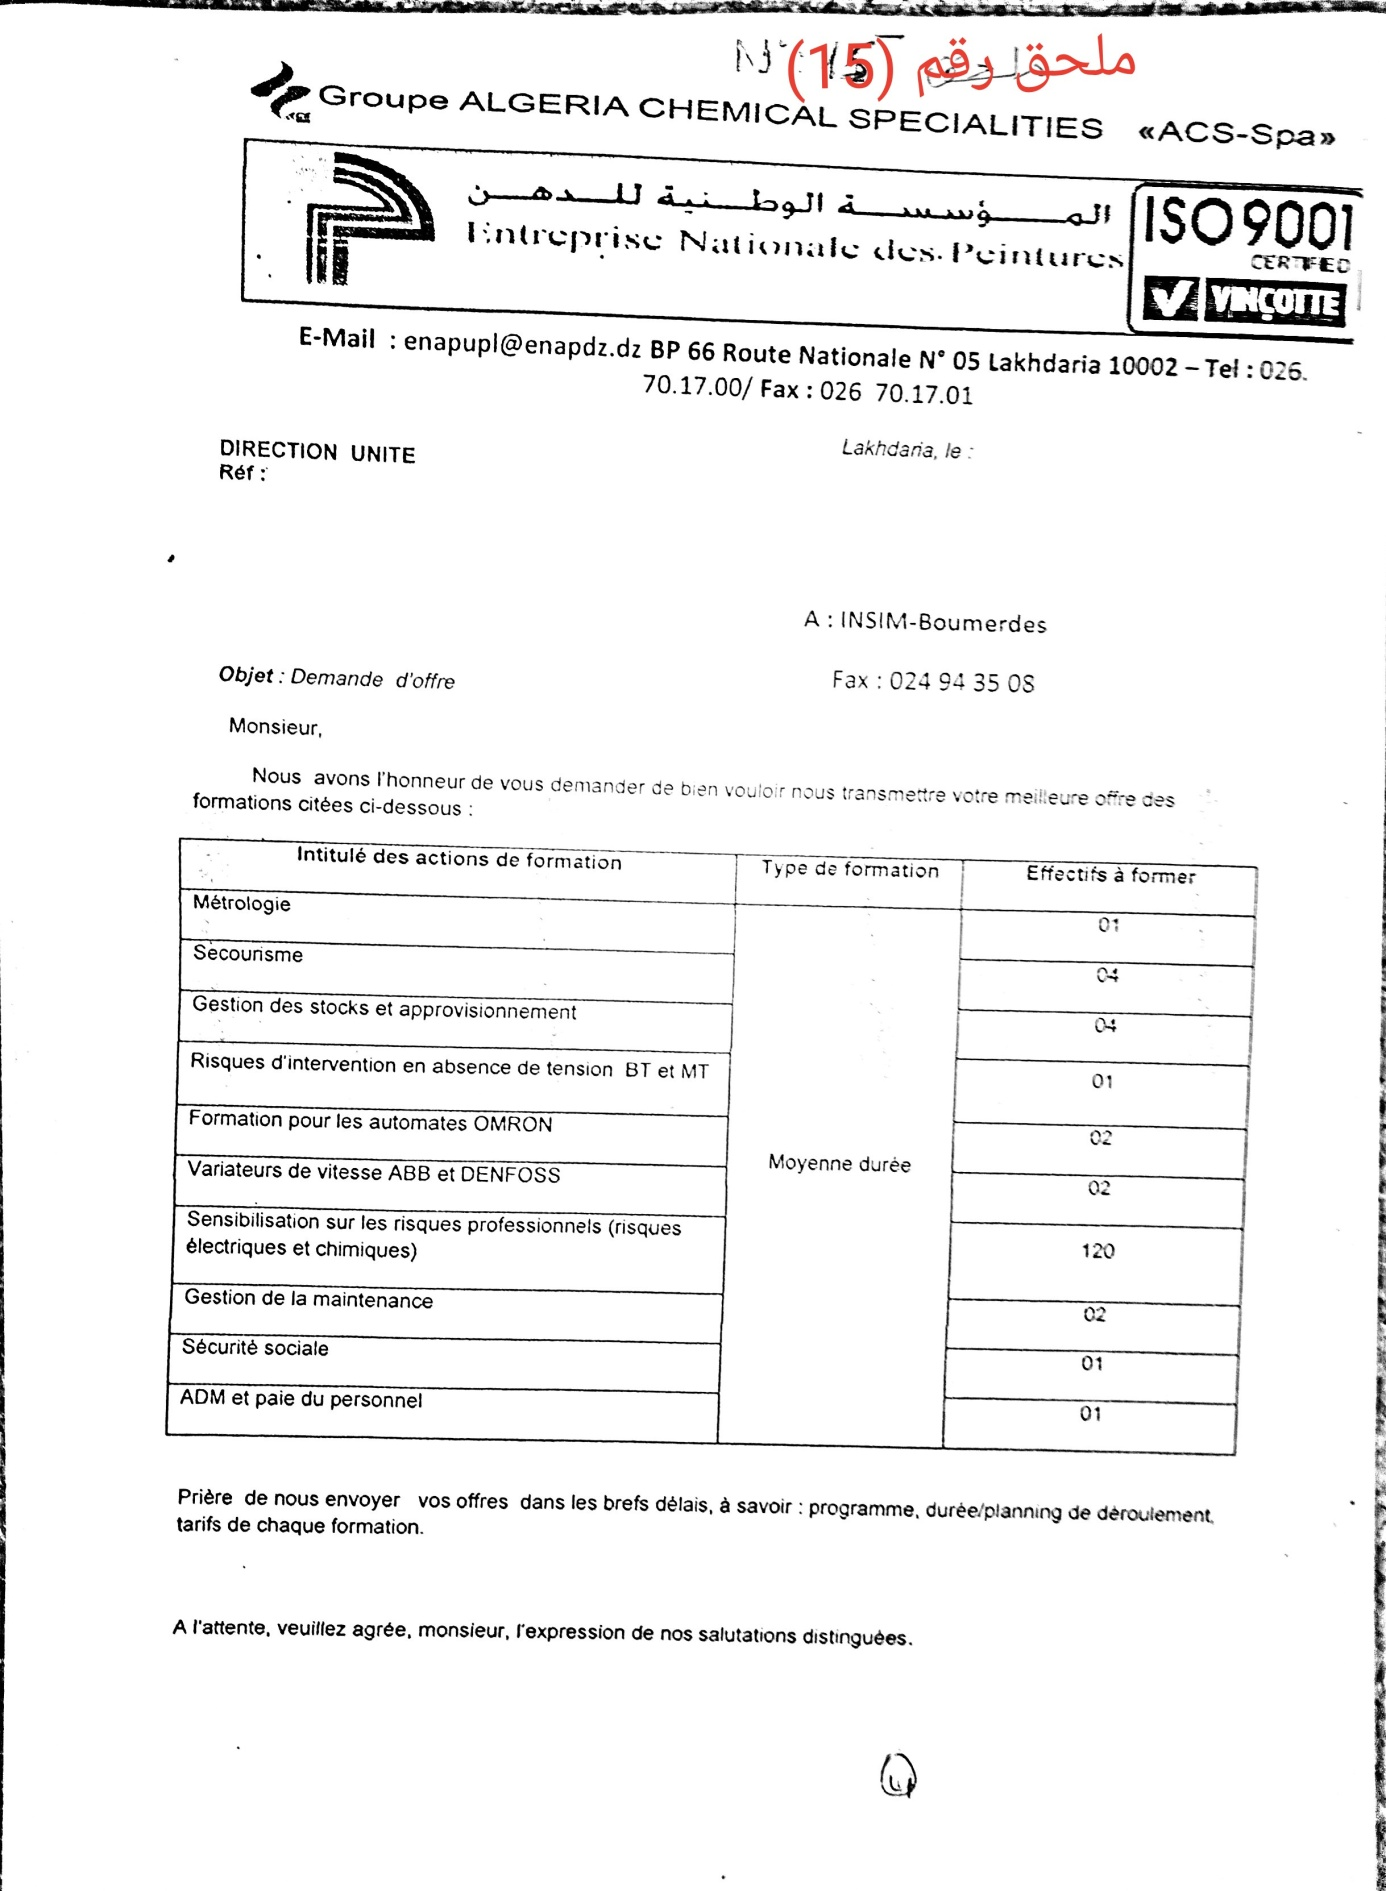 ملحق رقم (15)
Groupe ALGERIA CHEMICAL SPECIALITIES «ACS-Spa»
المؤسسة الوطنية للدهن
Entreprise Nationale des Peintures
ISO 9001
CERTIFIED
VINÇOTTE
E-Mail : enapupl@enapdz.dz BP 66 Route Nationale N° 05 Lakhdaria 10002 – Tel : 026.
70.17.00/ Fax : 026 70.17.01
DIRECTION UNITE
Lakhdaria, le :
Réf :
A : INSIM-Boumerdes
Objet : Demande d'offre
Fax : 024 94 35 08
Monsieur,
Nous avons l'honneur de vous demander de bien vouloir nous transmettre votre meilleure offre des
formations citées ci-dessous :
Intitulé des actions de formation Type de formation Effectifs à former
Métrologie 01
Secourisme 04
Gestion des stocks et approvisionnement 04
Risques d'intervention en absence de tension BT et MT 01
Formation pour les automates OMRON 02
Moyenne durée
Variateurs de vitesse ABB et DENFOSS 02
Sensibilisation sur les risques professionnels (risques
électriques et chimiques) 120
Gestion de la maintenance 02
Sécurité sociale 01
ADM et paie du personnel 01
Prière de nous envoyer vos offres dans les brefs délais, à savoir : programme, durée/planning de déroulement,
tarifs de chaque formation.
A l'attente, veuillez agrée, monsieur, l'expression de nos salutations distinguées.